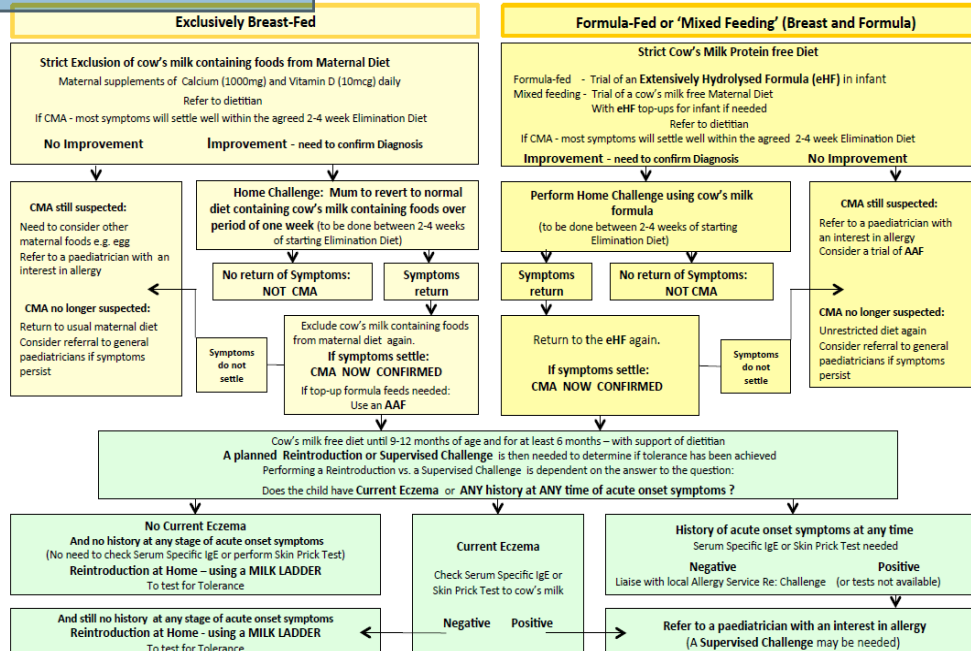 Exclusively Breast-Fed
Strict Exclusion of cow's milk containing foods from Maternal Diet
Maternal supplements of Calcium (1000mg) and Vitamin D (10mcg) daily
Refer to dietitian
If CMA - most symptoms will settle well within the agreed 2-4 week Elimination Diet
No Improvement
Improvement - need to confirm Diagnosis
CMA still suspected:
Need to consider other
maternal foods e.g. egg
Refer to a paediatrician with an
interest in allergy
CMA no longer suspected:
Return to usual maternal diet
Consider referral to general
paediatricians if symptoms
persist
Home Challenge: Mum to revert to normal
diet containing cow's milk containing foods over
period of one week (to be done between 2-4 weeks
of starting Elimination Diet)
No return of Symptoms:
NOT CMA
Symptoms
return
Symptoms
do not
settle
Exclude cow's milk containing foods
from maternal diet again.
If symptoms settle:
CMA NOW CONFIRMED
If top-up formula feeds needed:
Use an AAF
Formula-Fed or 'Mixed Feeding' (Breast and Formula)
Strict Cow's Milk Protein free Diet
Formula-fed - Trial of an Extensively Hydrolysed Formula (eHF) in infant
Mixed feeding - Trial of a cow's milk free Maternal Diet
With eHF top-ups for infant if needed
Refer to dietitian
If CMA - most symptoms will settle well within the agreed 2-4 week Elimination Diet
Improvement - need to confirm Diagnosis
No Improvement
Perform Home Challenge using cow's milk
formula
(to be done between 2-4 weeks of starting
Elimination Diet)
Symptoms
return
No return of Symptoms:
NOT CMA
Return to the eHF again.
If symptoms settle:
CMA NOW CONFIRMED
Symptoms
do not
settle
CMA still suspected:
Refer to a paediatrician with
an interest in allergy
Consider a trial of AAF
CMA no longer suspected:
Unrestricted diet again
Consider referral to general
paediatricians if symptoms
persist
Cow's milk free diet until 9-12 months of age and for at least 6 months – with support of dietitian
A planned Reintroduction or Supervised Challenge is then needed to determine if tolerance has been achieved
Performing a Reintroduction vs. a Supervised Challenge is dependent on the answer to the question:
Does the child have Current Eczema or ANY history at ANY time of acute onset symptoms ?
No Current Eczema
And no history at any stage of acute onset symptoms
(No need to check Serum Specific IgE or perform Skin Prick Test)
Reintroduction at Home – using a MILK LADDER
To test for Tolerance
And still no history at any stage of acute onset symptoms
Reintroduction at Home - using a MILK LADDER
To test for Tolerance
Current Eczema
Check Serum Specific IgE or
Skin Prick Test to cow's milk
Negative Positive
History of acute onset symptoms at any time
Serum Specific IgE or Skin Prick Test needed
Negative Positive
Liaise with local Allergy Service Re: Challenge (or tests not available)
Refer to a paediatrician with an interest in allergy
(A Supervised Challenge may be needed)